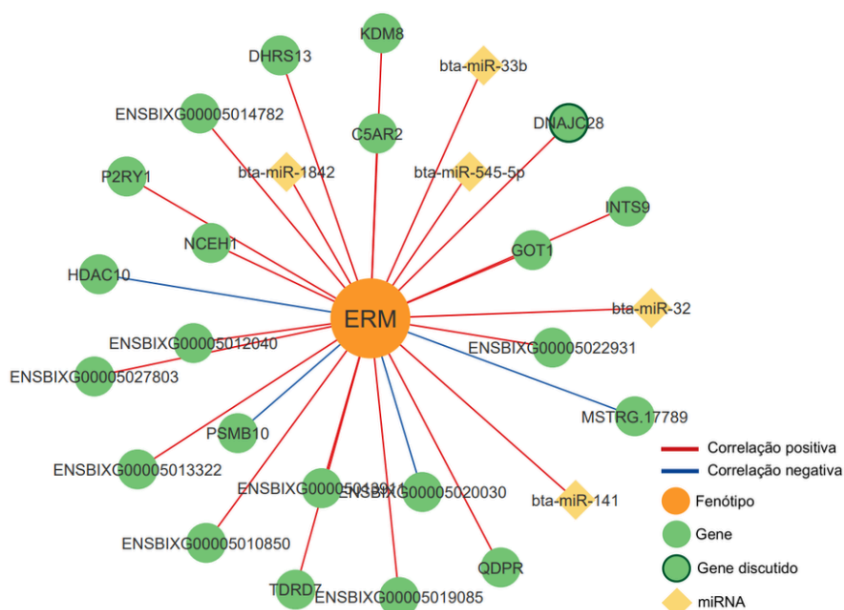 KDM8
DHRS13
bta-miR-33b
ENSBIXG00005014782
C5AR2
DNAJC28
bta-miR-1842
bta-miR-545-5p
P2RY1
INTS9
NCEH1
GOT1
HDAC10
bta-miR-32
ERM
ENSBIXG00005012040
ENSBIXG00005022931
ENSBIXG00005027803
MSTRG.17789
PSMB10
Correlação positiva
ENSBIXG00005013322
Correlação negativa
ENSBIXG00005013911
ENSBIXG00005020030
bta-miR-141
Fenótipo
Gene
ENSBIXG00005010850
QDPR
Gene discutido
TDRD7
ENSBIXG00005019085
miRNA